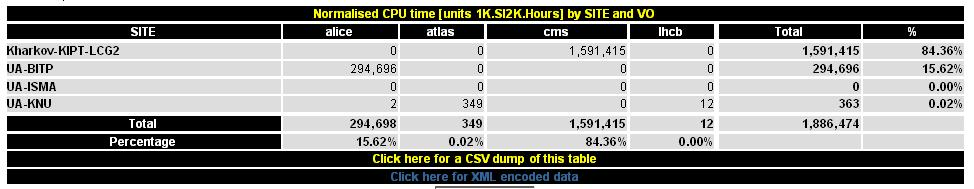 Normalised CPU time [units 1K.SI2K.Hours] by SITE and VO
SITE alice atlas cms lhcb Total %
Kharkov-KIPT-LCG2 0 0 1,591,415 0 1,591,415 84.36%
UA-BITP 294,696 0 0 0 294,696 15.62%
UA-ISMA 0 0 0 0 0 0.00%
UA-KNU 2 349 0 12 363 0.02%
Total 294,698 349 1,591,415 12 1,886,474
Percentage 15.62% 0.02% 84.36% 0.00%
Click here for a CSV dump of this table
Click here for XML encoded data